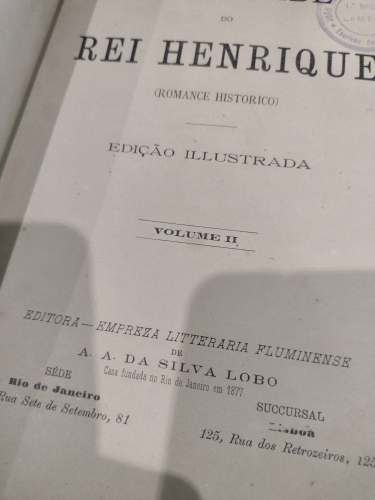 DO
REI HENRIQUE
(ROMANCE HISTORICO)
EDIÇÃO ILLUSTRADA
VOLUME II
EDITORA—EMPREZA LITTERARIA FLUMINENSE
DE
A. A. DA SILVA LOBO
Casa fundada no Rio de Janeiro em 1877
SÉDE
Rio de Janeiro
Rua Sete de Setembro, 81
SUCCURSAL
Lisboa
125, Rua dos Retrozeiros, 125